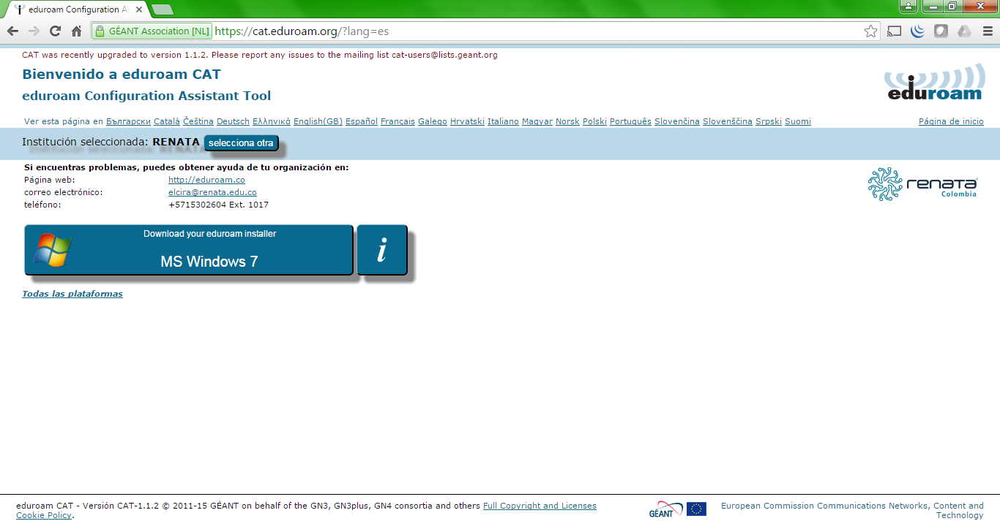 eduroam Configuration As
GÉANT Association [NL] https://cat.eduroam.org/?lang=es
CAT was recently upgraded to version 1.1.2. Please report any issues to the mailing list cat-users@lists.geant.org
Bienvenido a eduroam CAT
eduroam Configuration Assistant Tool
eduroam
Ver esta página en Български Català Čeština Deutsch Ελληνικά English(GB) Español Français Galego Hrvatski Italiano Magyar Norsk Polski Português Slovenčina Slovenščina Srpski Suomi Página de inicio
Institución seleccionada: RENATA selecciona otra
Si encuentras problemas, puedes obtener ayuda de tu organización en:
Página web: http://eduroam.co
correo electrónico: elcira@renata.edu.co
teléfono: +5715302604 Ext. 1017
renata
Colombia
Download your eduroam installer
MS Windows 7
i
Todas las plataformas
eduroam CAT - Versión CAT-1.1.2 © 2011-15 GÉANT on behalf of the GN3, GN3plus, GN4 consortia and others Full Copyright and Licenses
Cookie Policy.
GÉANT
European Commission Communications Networks, Content and
Technology